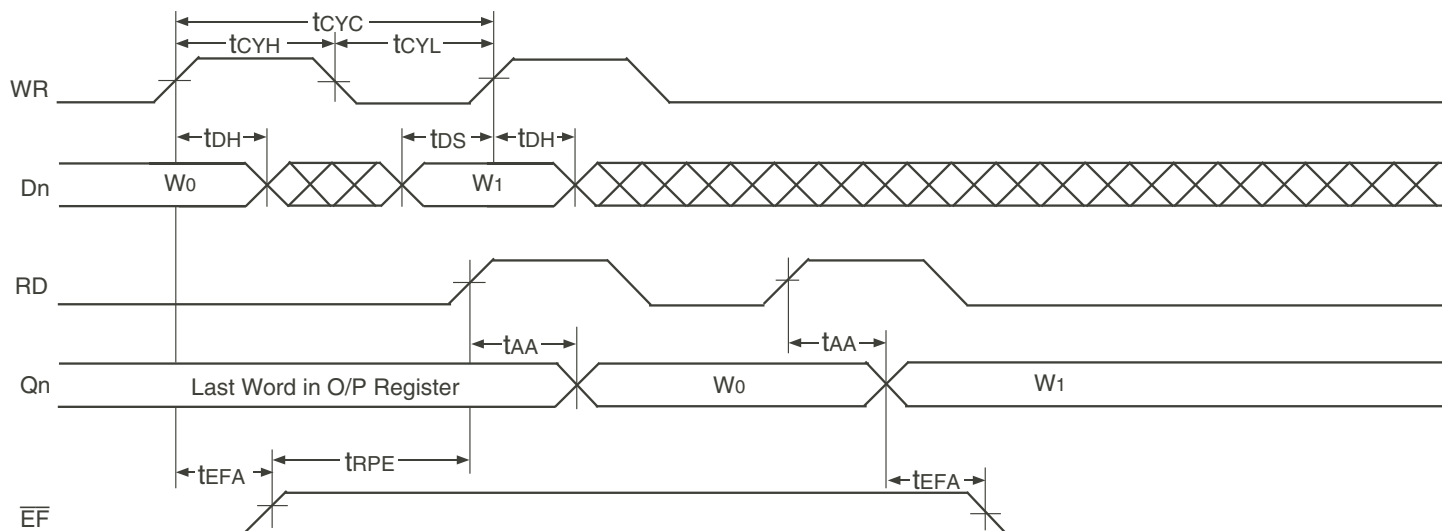 tCYC
tCYH tCYL
WR
tDH tDS tDH
Dn W0 W1
RD
tAA tAA
Qn Last Word in O/P Register W0 W1
tEFA tRPE tEFA
E̅F̅